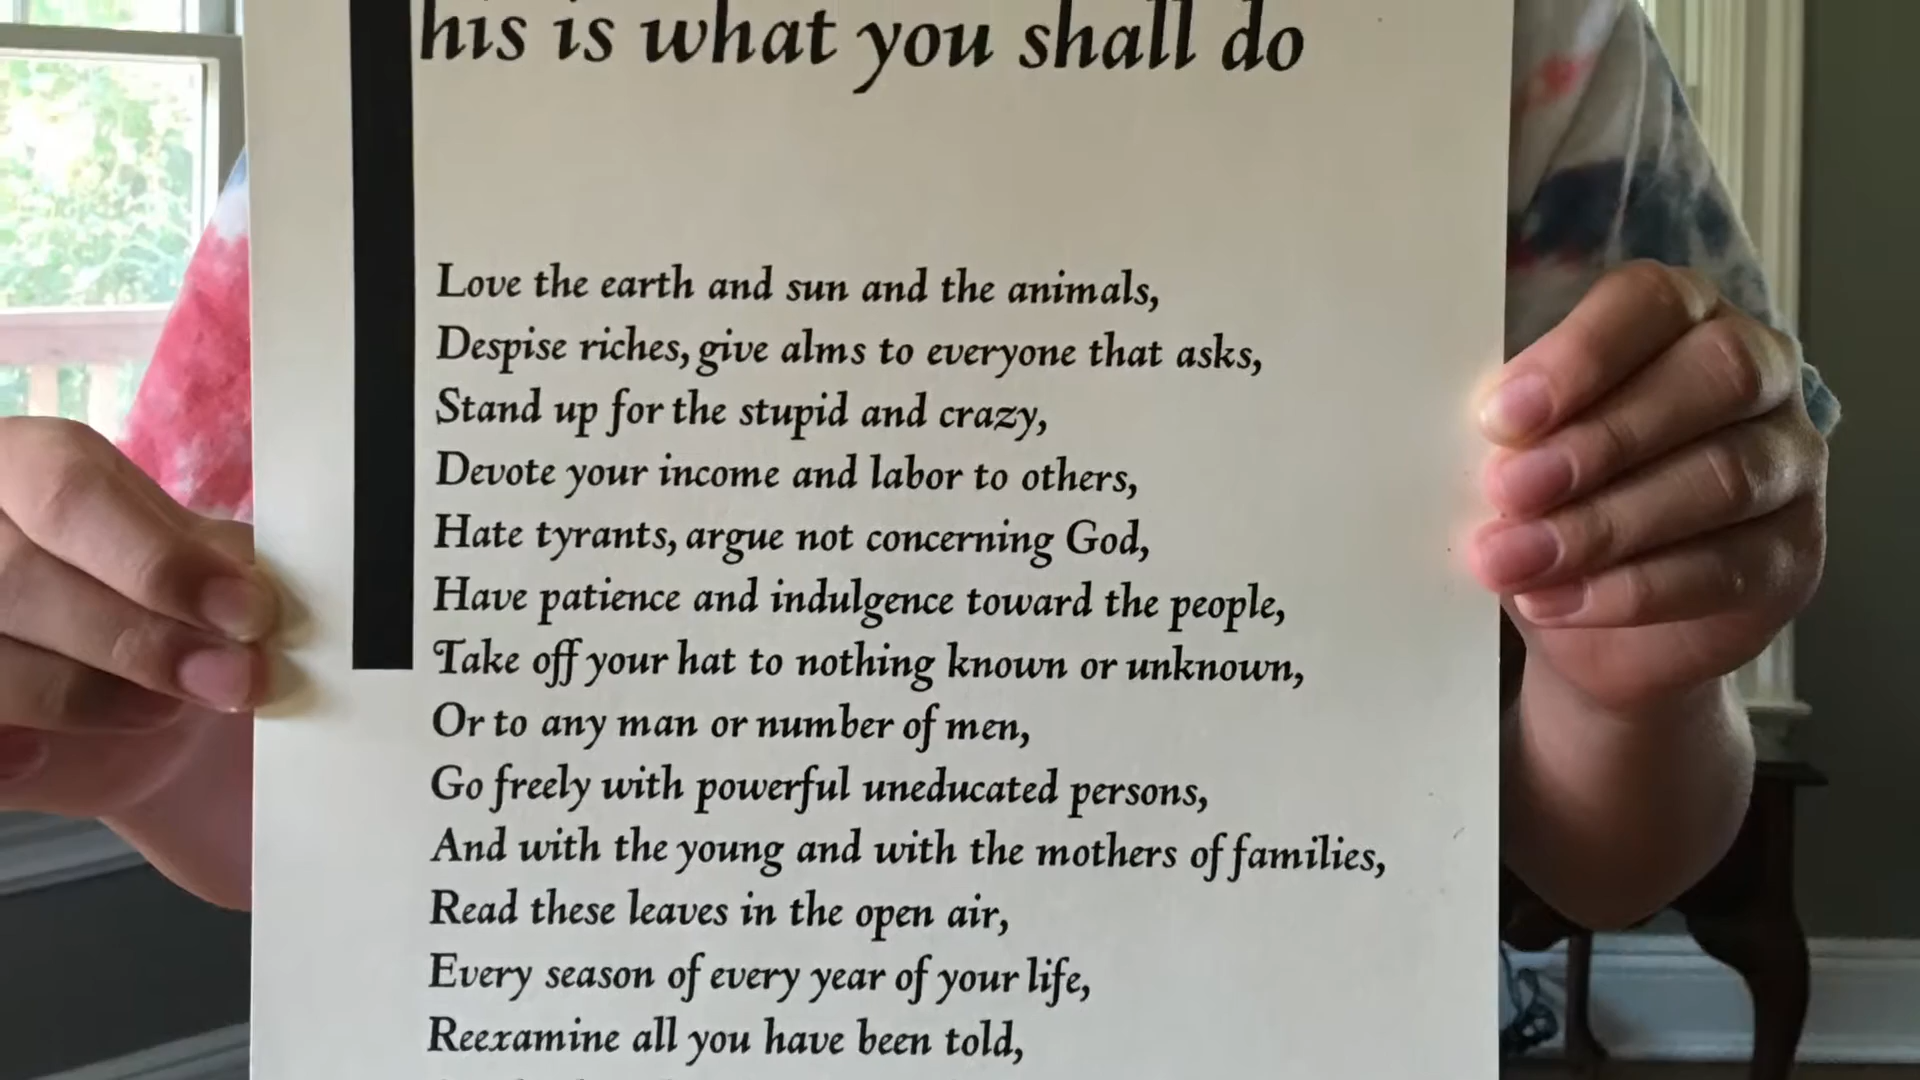 This is what you shall do
Love the earth and sun and the animals,
Despise riches, give alms to everyone that asks,
Stand up for the stupid and crazy,
Devote your income and labor to others,
Hate tyrants, argue not concerning God,
Have patience and indulgence toward the people,
Take off your hat to nothing known or unknown,
Or to any man or number of men,
Go freely with powerful uneducated persons,
And with the young and with the mothers of families,
Read these leaves in the open air,
Every season of every year of your life,
Reexamine all you have been told,